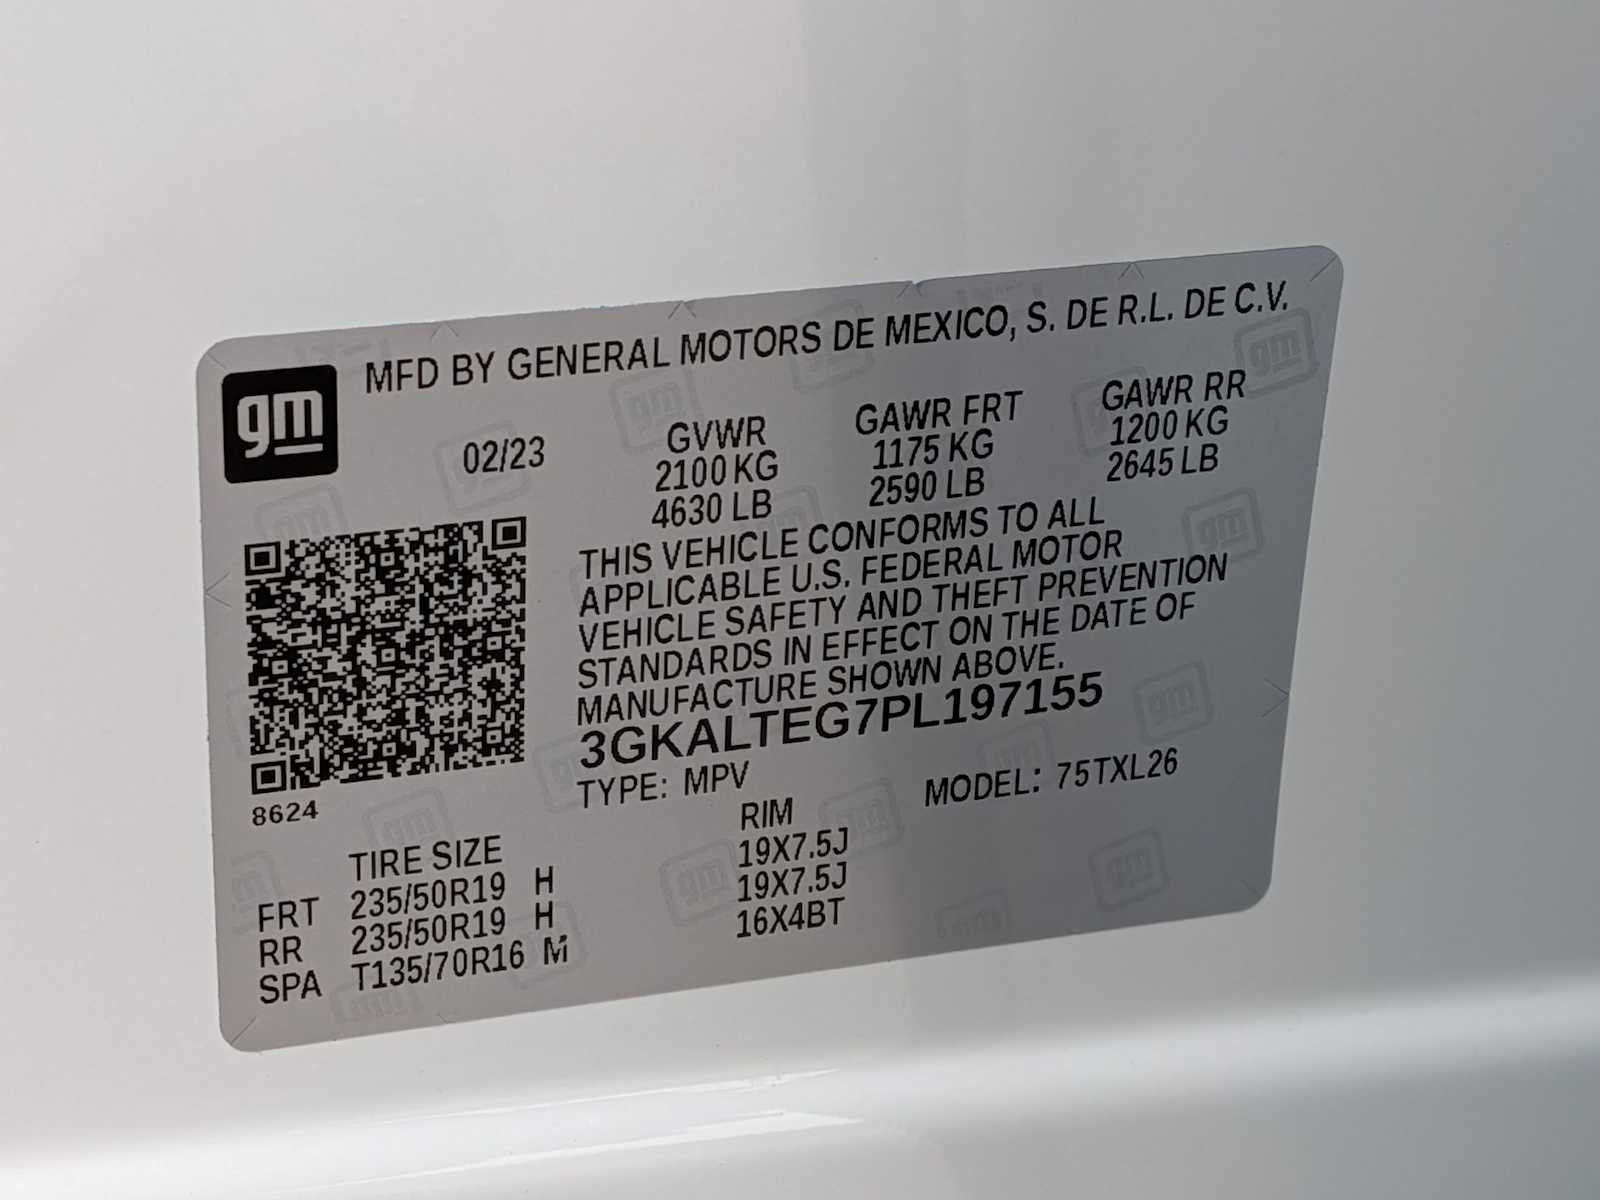 MFD BY GENERAL MOTORS DE MEXICO, S. DE R.L. DE C.V.
gm
02/23 GVWR GAWR FRT GAWR RR
2100 KG 1175 KG 1200 KG
4630 LB 2590 LB 2645 LB
THIS VEHICLE CONFORMS TO ALL
APPLICABLE U.S. FEDERAL MOTOR
VEHICLE SAFETY AND THEFT PREVENTION
STANDARDS IN EFFECT ON THE DATE OF
MANUFACTURE SHOWN ABOVE.
3GKALTEG7PL197155
TYPE: MPV MODEL: 75TXL26
8624
TIRE SIZE RIM
FRT 235/50R19 H 19X7.5J
RR 235/50R19 H 19X7.5J
SPA T135/70R16 M 16X4BT